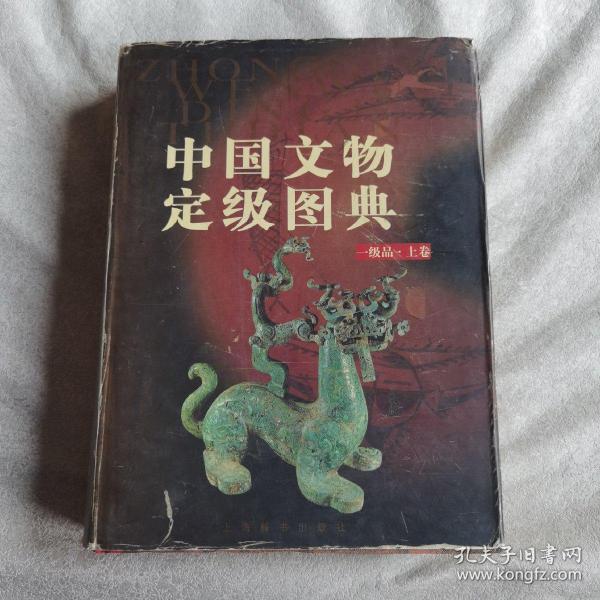 ZHON
WE
D
T
中国文物
定级图典
一级品·上卷
上海辞书出版社
孔夫子旧书网
www.kongfz.com